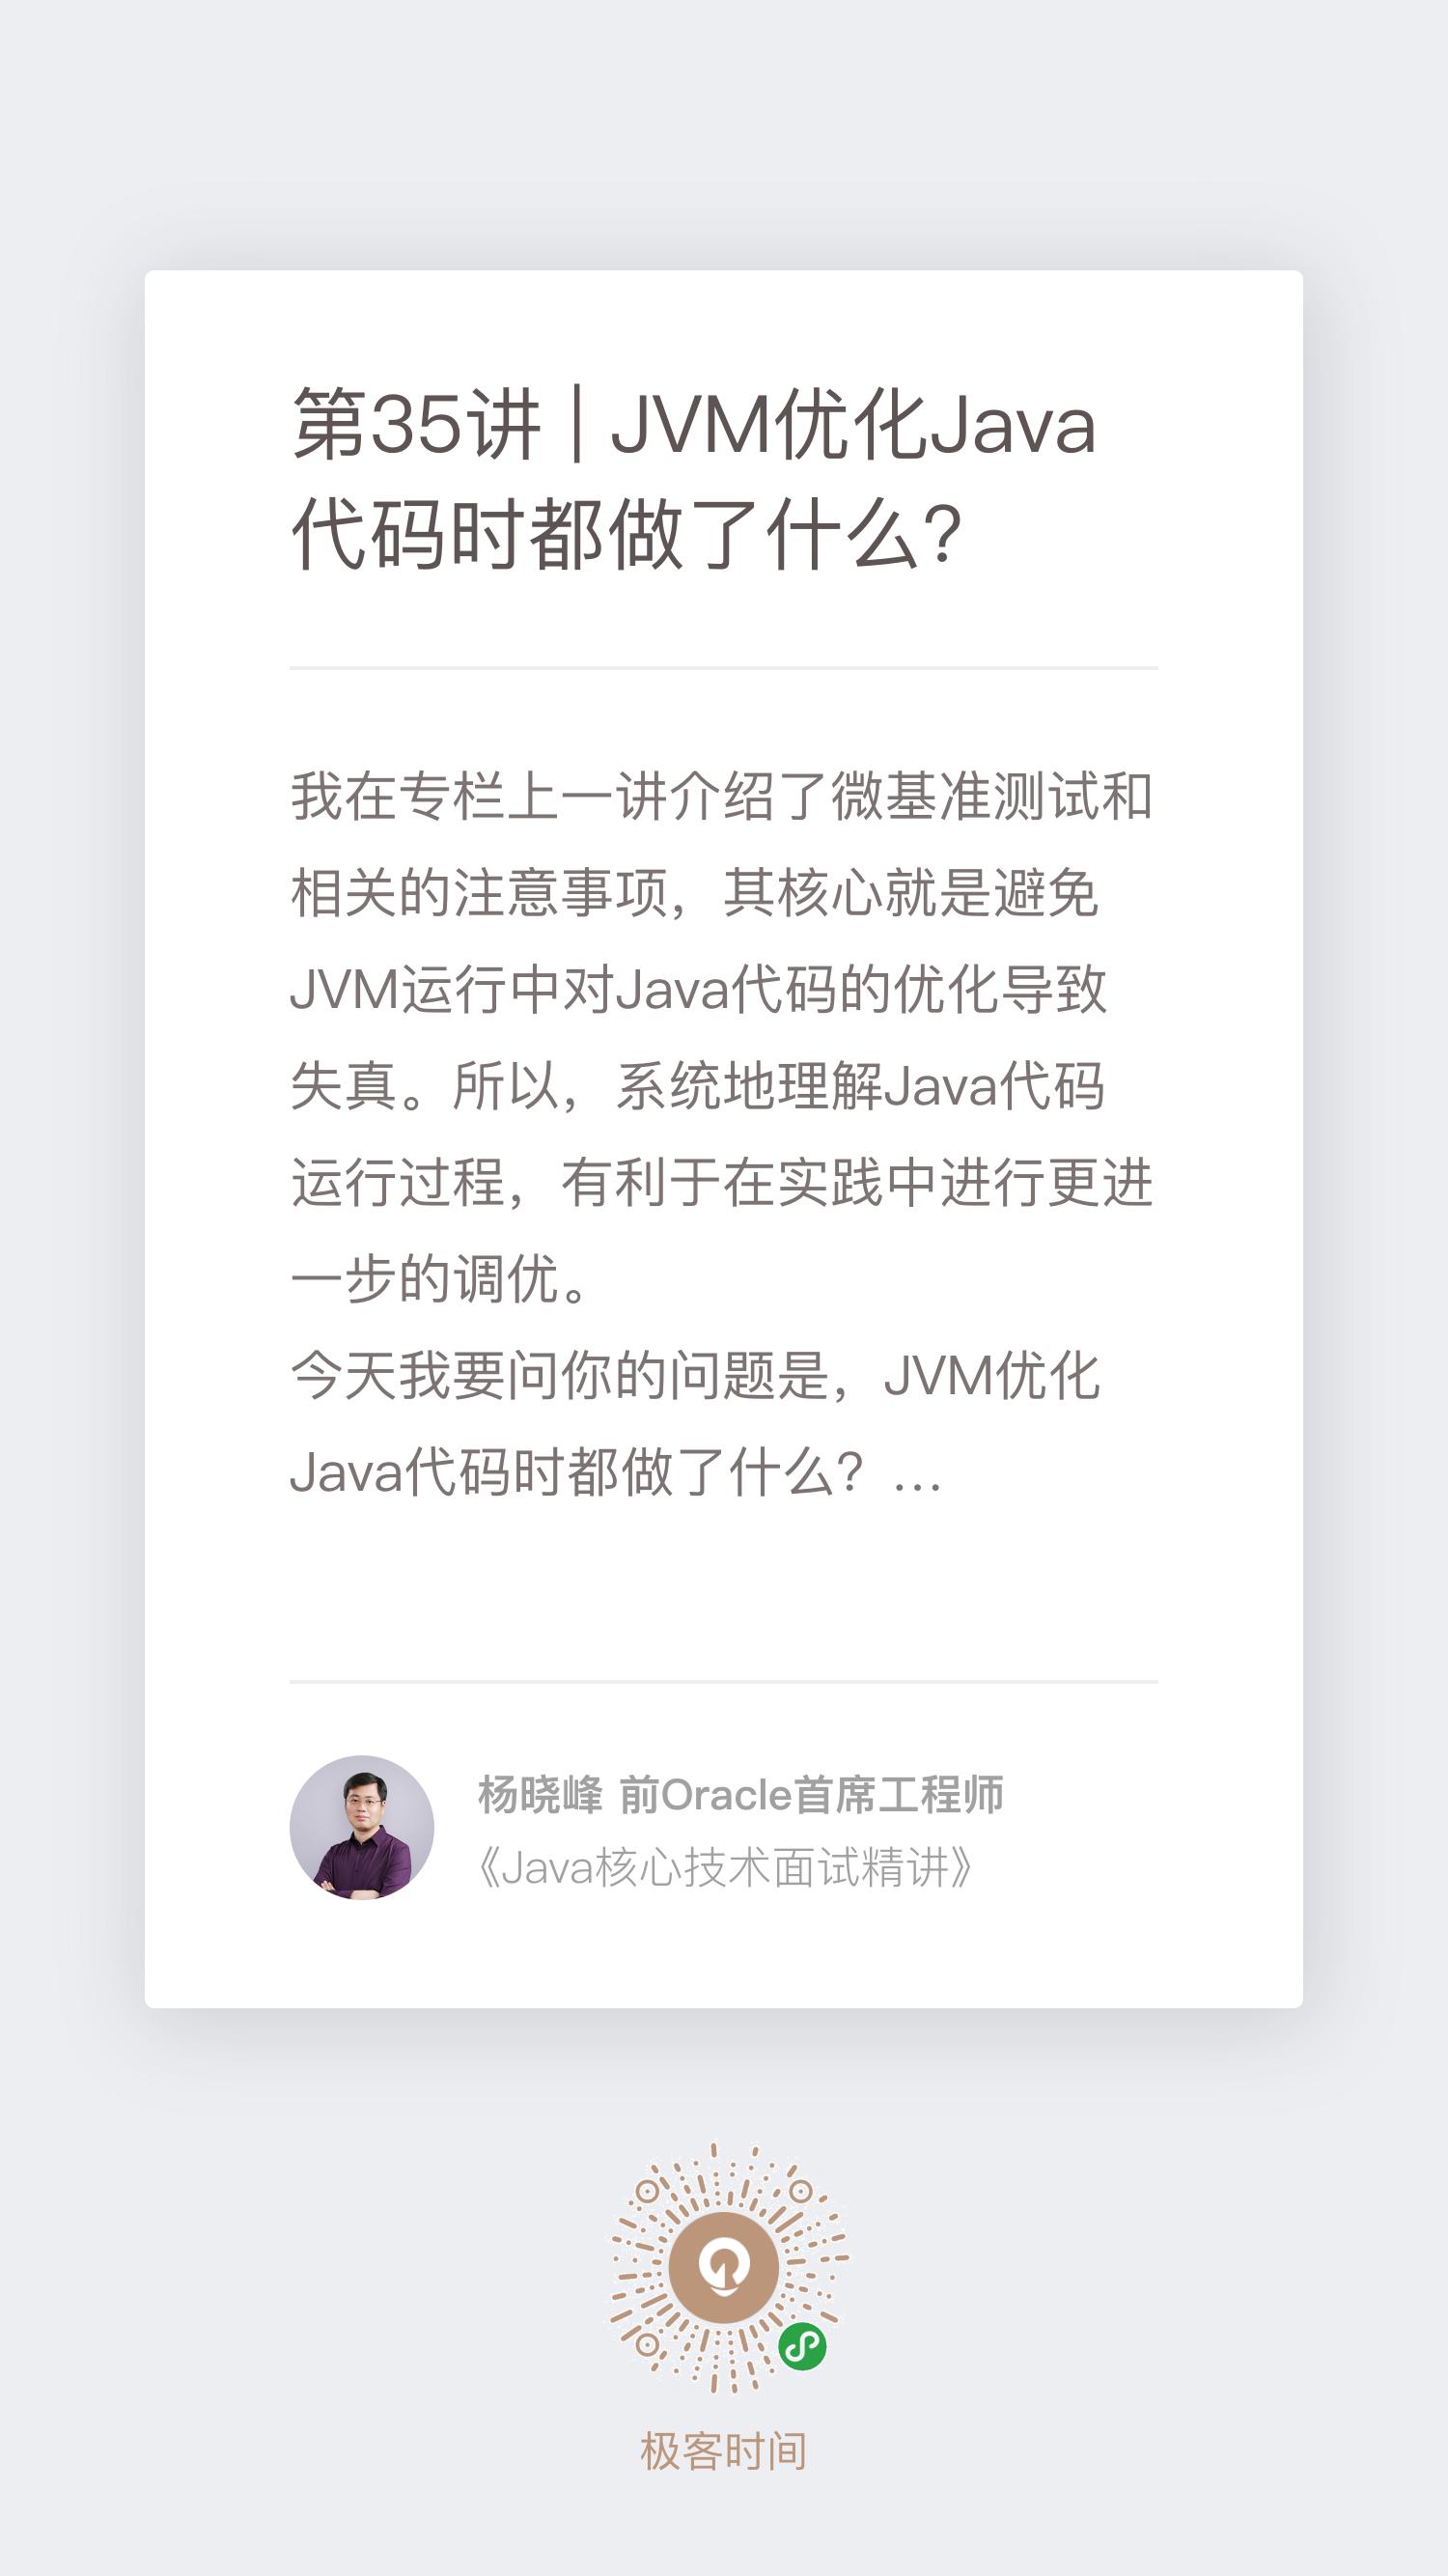 第35讲 | JVM优化Java
代码时都做了什么?
我在专栏上一讲介绍了微基准测试和
相关的注意事项，其核心就是避免
JVM运行中对Java代码的优化导致
失真。所以，系统地理解Java代码
运行过程，有利于在实践中进行更进
一步的调优。
今天我要问你的问题是，JVM优化
Java代码时都做了什么？…
杨晓峰 前Oracle首席工程师
《Java核心技术面试精讲》
极客时间